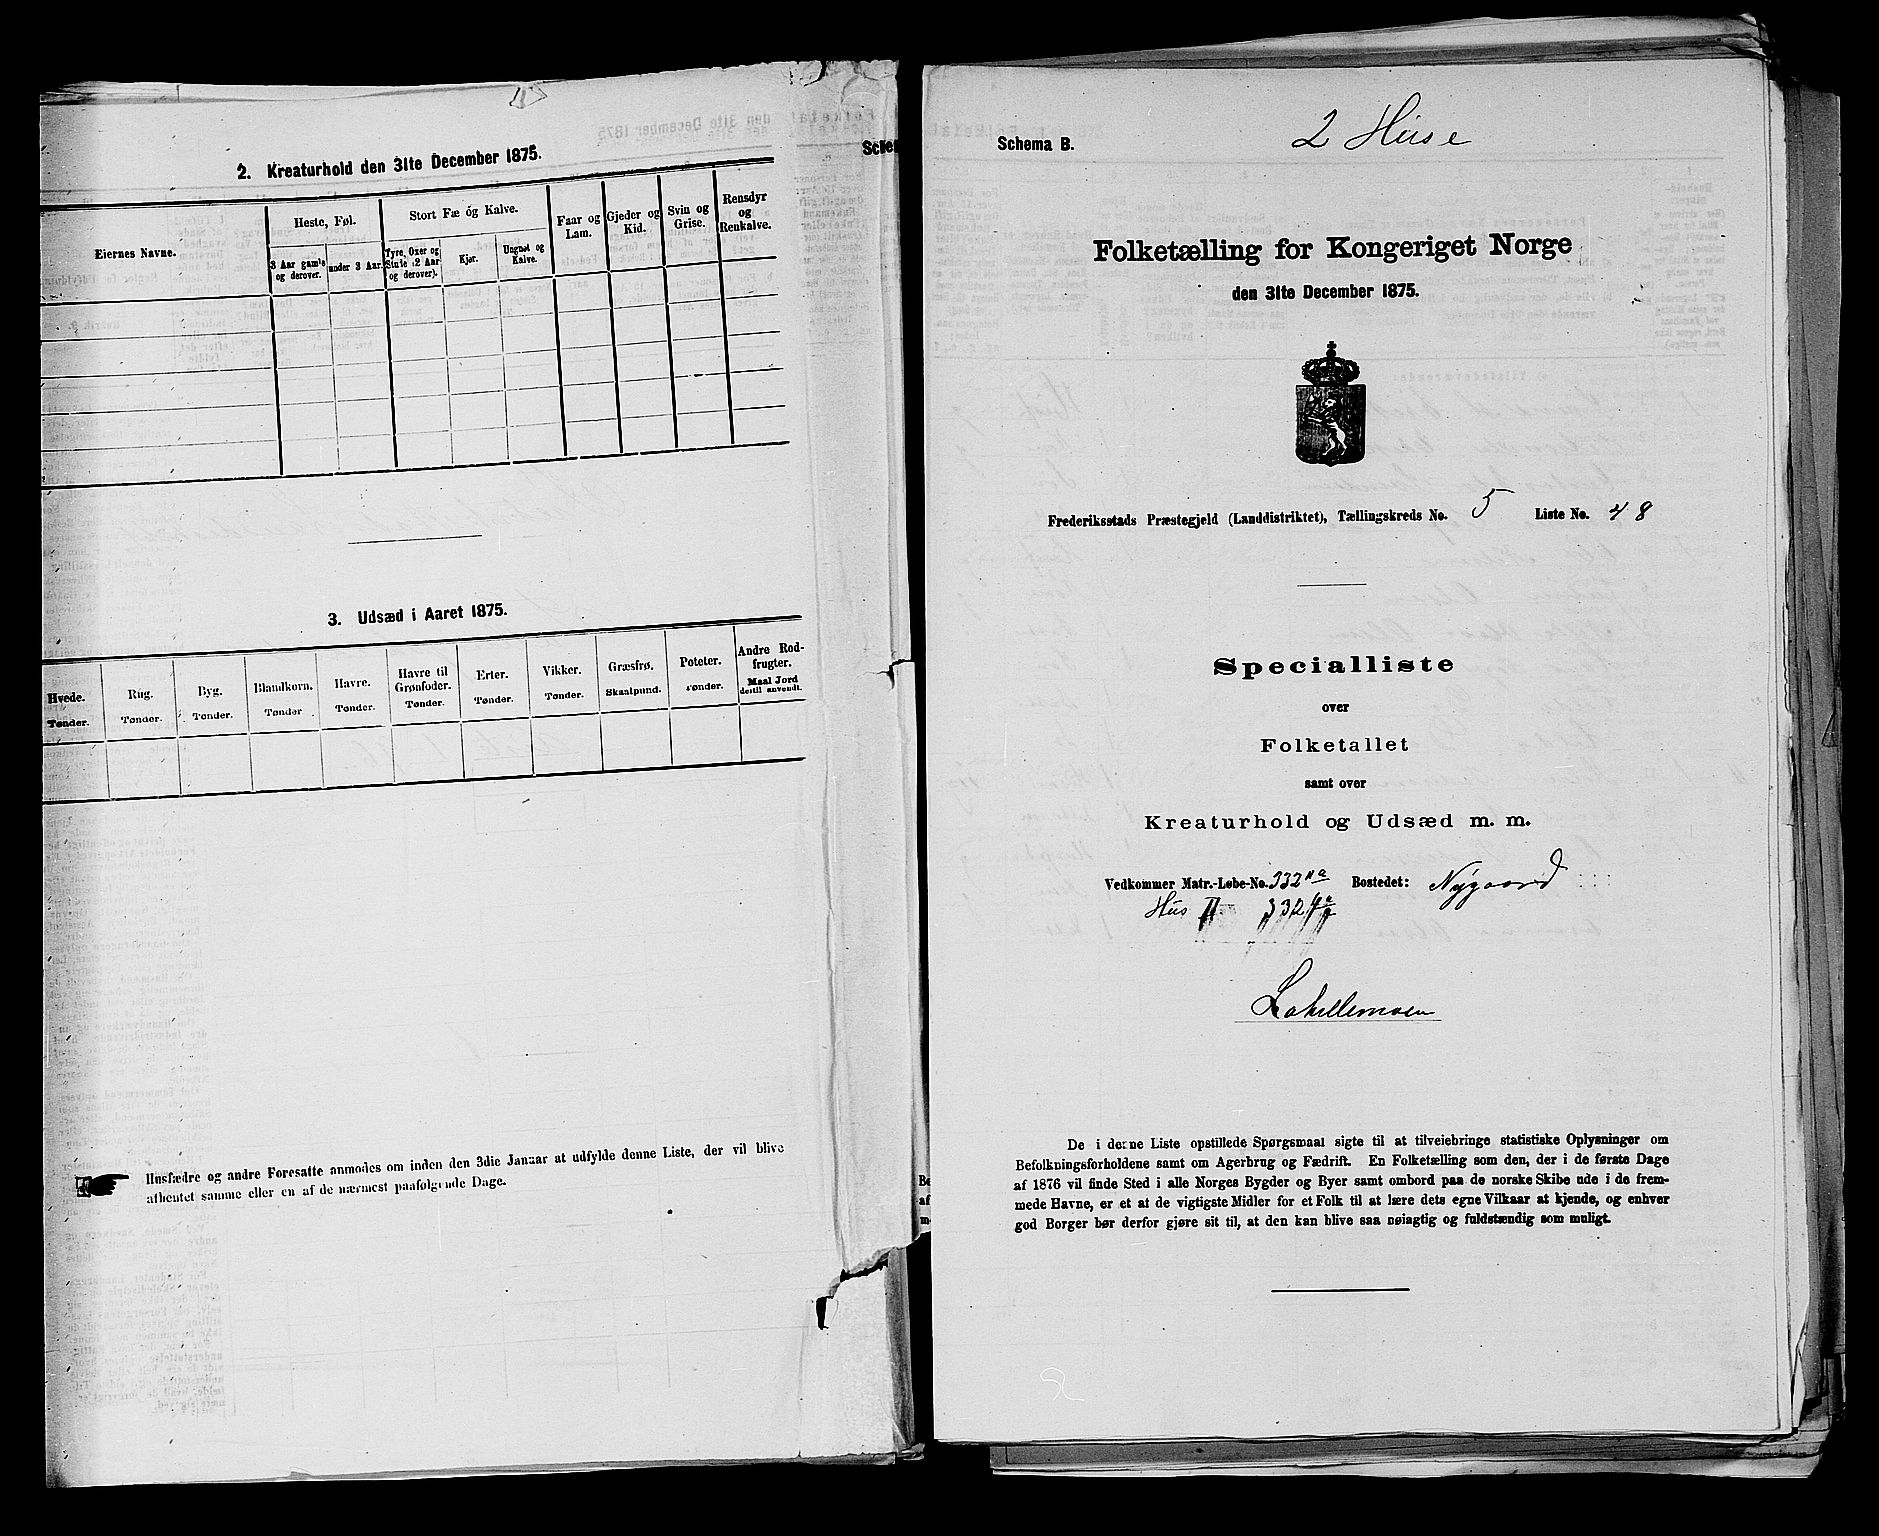 2. Kreaturhold den 31te December 1875.
Eiernes Navne.
Heste, Føl.
3 Aar gamle og derover.
under 3 Aar.
Stort Fæ og Kalve.
Tyre, Oxer og Stude (2 Aar og derover).
Kjør.
Ungnøt og Kalve.
Faar og Lam.
Gjeder og Kid.
Svin og Grise.
Rensdyr og Renkalve.
3. Udsæd i Aaret 1875.
Hvede. Tønder.
Rug. Tønder.
Byg. Tønder.
Blandkorn. Tønder
Havre. Tønder.
Havre til Grønfoder. Tønder.
Erter. Tønder.
Vikker. Tønder.
Græsfrø. Skaalpund.
Poteter. Tønder.
Andre Rodfrugter. Maal Jord dertil anvendt.
Husfædre og andre Foresatte anmodes om inden den 3die Januar at udfylde denne Liste, der vil blive
afhentet samme eller en af de nærmest paafølgende Dage.
Schema B.
2 Huse
Folketælling for Kongeriget Norge
den 31te December 1875.
Frederiksstads Præstegjeld (Landdistriktet), Tællingskreds No. 5 Liste No. 48
Specialliste
over
Folketallet
samt over
Kreaturhold og Udsæd m. m.
Vedkommer Matr.-Løbe-No. 332 Bostedet: Nygaard
Hus II 332
De i denne Liste opstillede Spørgsmaal sigte til at tilveiebringe statistiske Oplysninger om
Befolkningsforholdene samt om Agerbrug og Fædrift. En Folketælling som den, der i de første Dage
af 1876 vil finde Sted i alle Norges Bygder og Byer samt ombord paa de norske Skibe ude i de frem-
mede Havne, er et af de vigtigste Midler for et Folk til at lære dets egne Vilkaar at kjende, og enhver
god Borger bør derfor gjøre sit til, at den kan blive saa nøiagtig og fuldstændig som muligt.